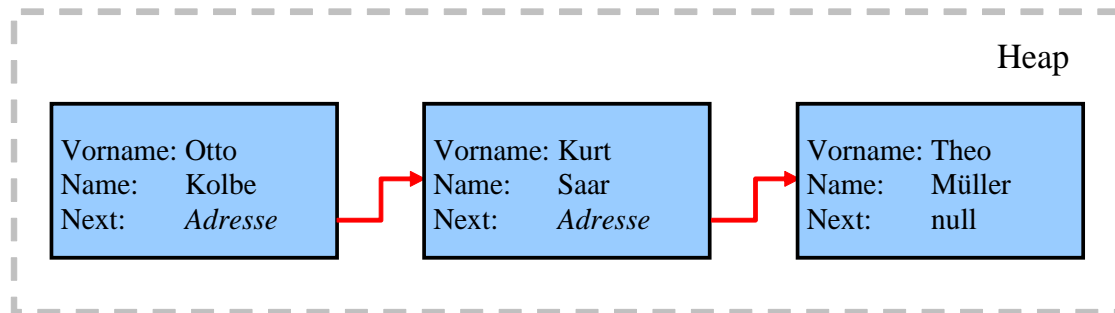 Heap
Vorname: Otto
Name: Kolbe
Next: Adresse
Vorname: Kurt
Name: Saar
Next: Adresse
Vorname: Theo
Name: Müller
Next: null